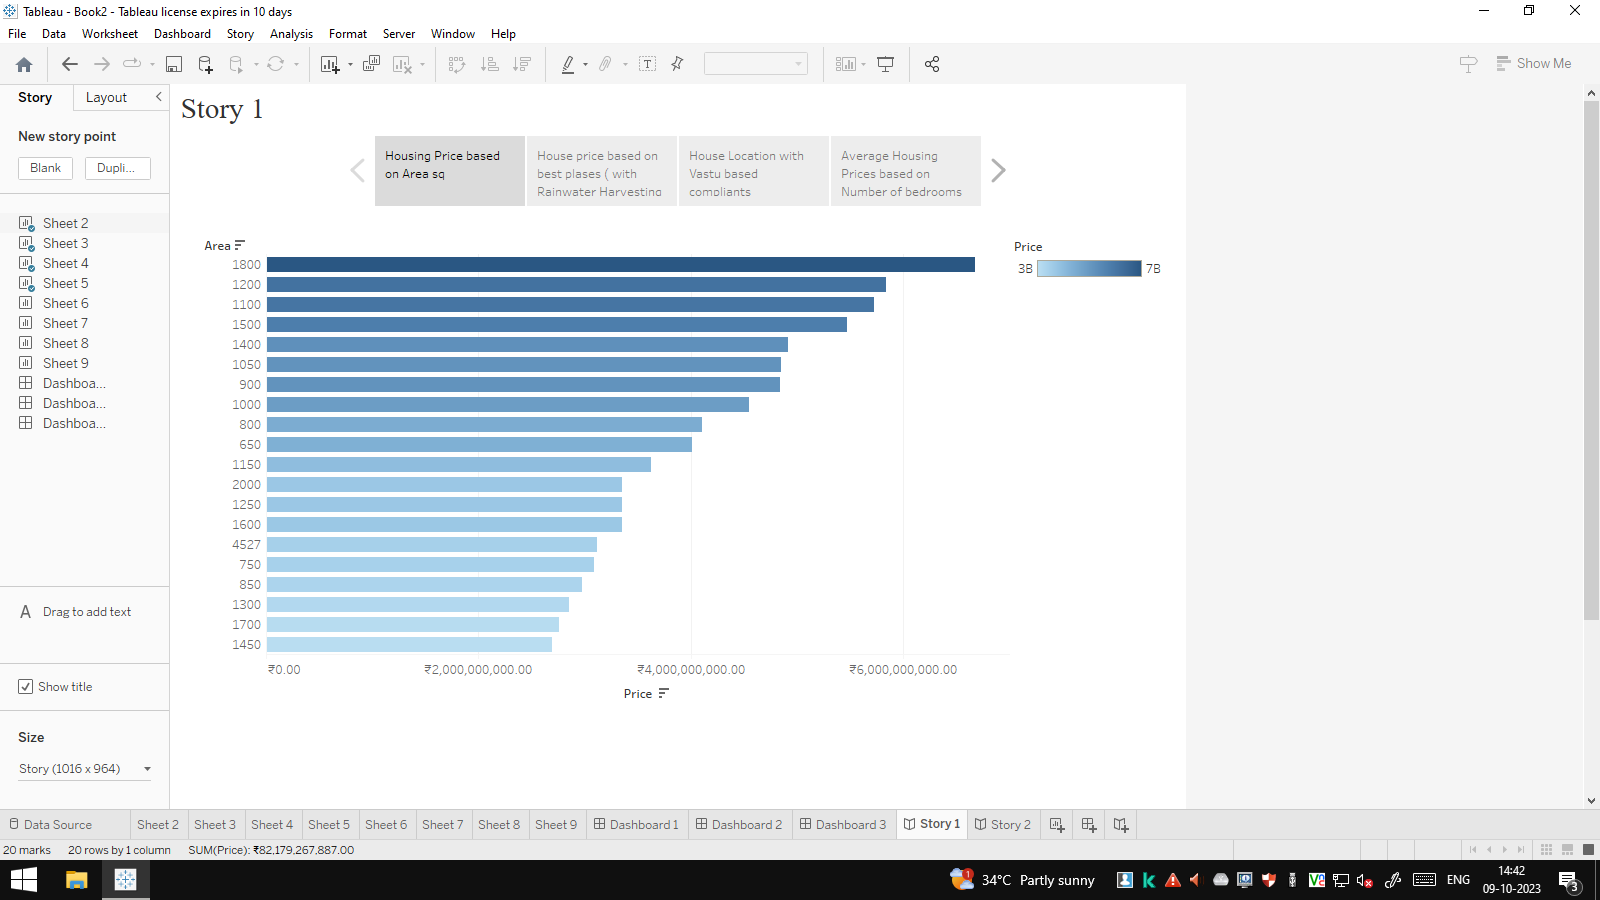 Tableau - Book2 - Tableau license expires in 10 days
File Data Worksheet Dashboard Story Analysis Format Server Window Help
Show Me
Story Layout
New story point
Blank Dupli...
Sheet 2
Sheet 3
Sheet 4
Sheet 5
Sheet 6
Sheet 7
Sheet 8
Sheet 9
Dashboa...
Dashboa...
Dashboa...
A Drag to add text
Show title
Size
Story (1016 x 964)
Story 1
Housing Price based
on Area sq
House price based on
best plases ( with
Rainwater Harvesting
House Location with
Vastu based
compliants
Average Housing
Prices based on
Number of bedrooms
Area
1800
1200
1100
1500
1400
1050
900
1000
800
650
1150
2000
1250
1600
4527
750
850
1300
1700
1450
₹0.00 ₹2,000,000,000.00 ₹4,000,000,000.00 ₹6,000,000,000.00
Price
Price
3B 7B
Data Source Sheet 2 Sheet 3 Sheet 4 Sheet 5 Sheet 6 Sheet 7 Sheet 8 Sheet 9 Dashboard 1 Dashboard 2 Dashboard 3 Story 1 Story 2
20 marks 20 rows by 1 column SUM(Price): ₹82,179,267,887.00
1 34°C Partly sunny ENG
14:42
09-10-2023
3